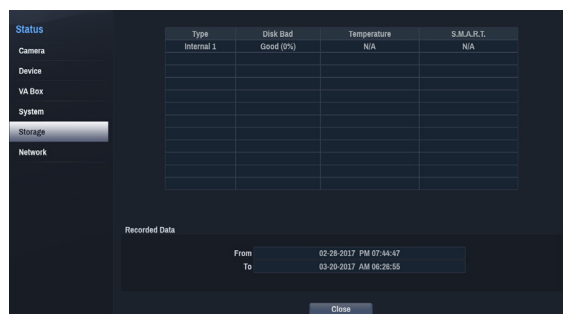 Status
Camera
Device
VA Box
System
Storage
Network
Type Disk Bad Temperature S.M.A.R.T.
Internal 1 Good (0%) N/A N/A
Recorded Data
From 02-28-2017 PM 07:44:47
To 03-20-2017 AM 06:26:55
Close